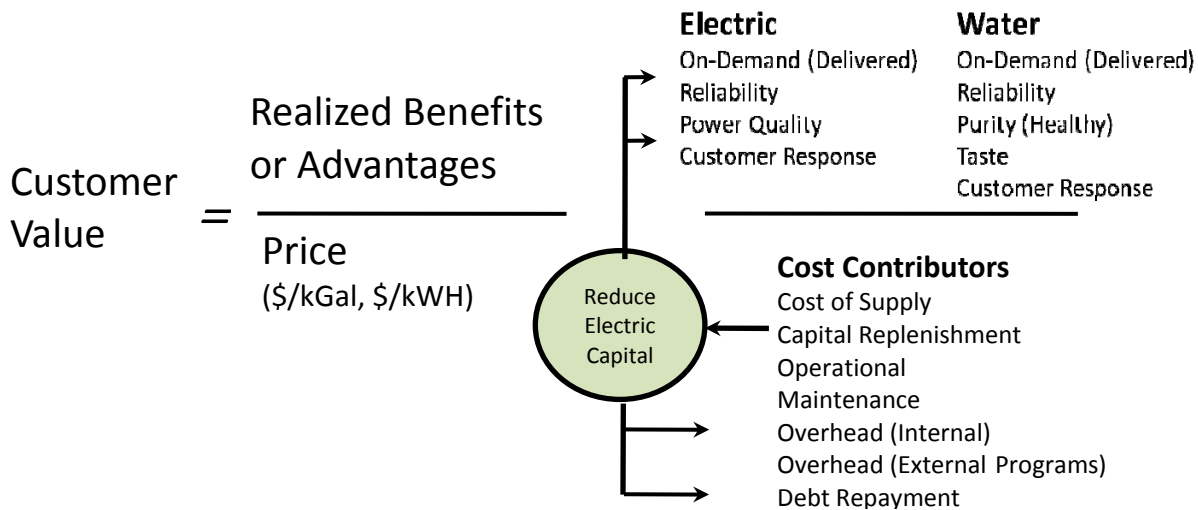 Customer
Value
=
Realized Benefits
or Advantages
Price
($/kGal, $/kWH)
Reduce
Electric
Capital
Electric
On-Demand (Delivered)
Reliability
Power Quality
Customer Response
Water
On-Demand (Delivered)
Reliability
Purity (Healthy)
Taste
Customer Response
Cost Contributors
Cost of Supply
Capital Replenishment
Operational
Maintenance
Overhead (Internal)
Overhead (External Programs)
Debt Repayment